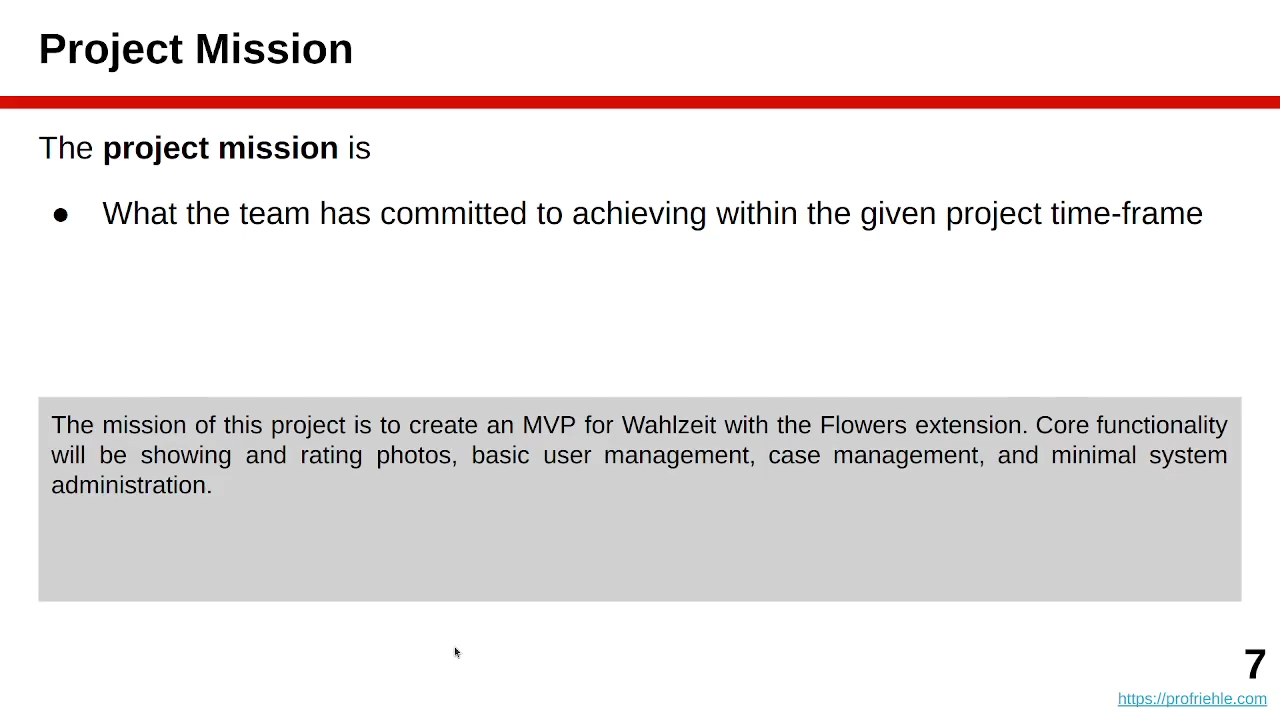 Project Mission
The project mission is
● What the team has committed to achieving within the given project time-frame
The mission of this project is to create an MVP for Wahlzeit with the Flowers extension. Core functionality
will be showing and rating photos, basic user management, case management, and minimal system
administration.
7
https://profriehle.com